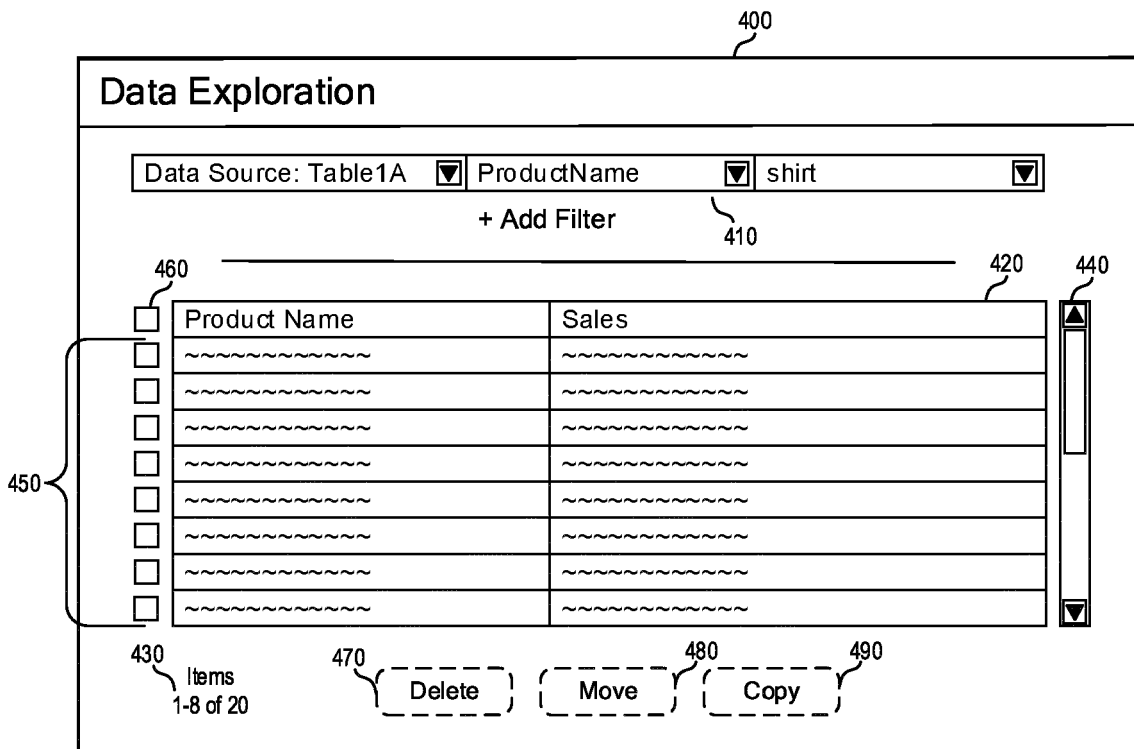 400
Data Exploration
Data Source: Table1A ProductName shirt
+ Add Filter
410
460 420 440
Product Name Sales
~~~~~~~~~~~~ ~~~~~~~~~~~~
~~~~~~~~~~~~ ~~~~~~~~~~~~
~~~~~~~~~~~~ ~~~~~~~~~~~~
~~~~~~~~~~~~ ~~~~~~~~~~~~
450
~~~~~~~~~~~~ ~~~~~~~~~~~~
~~~~~~~~~~~~ ~~~~~~~~~~~~
~~~~~~~~~~~~ ~~~~~~~~~~~~
~~~~~~~~~~~~ ~~~~~~~~~~~~
430 470 480 490
Items
1-8 of 20
Delete Move Copy